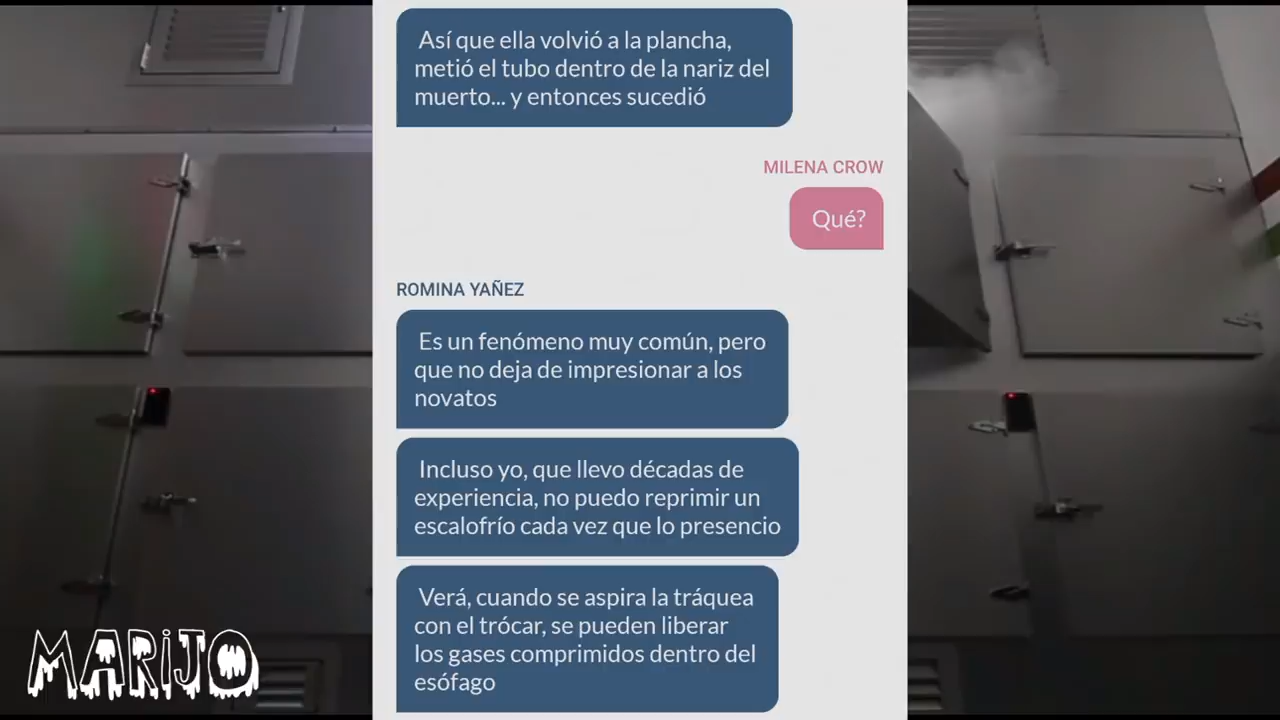 Así que ella volvió a la plancha,
metió el tubo dentro de la nariz del
muerto... y entonces sucedió
MILENA CROW
Qué?
ROMINA YAÑEZ
Es un fenómeno muy común, pero
que no deja de impresionar a los
novatos
Incluso yo, que llevo décadas de
experiencia, no puedo reprimir un
escalofrío cada vez que lo presencio
Verá, cuando se aspira la tráquea
con el trócar, se pueden liberar
los gases comprimidos dentro del
esófago
MARIJO